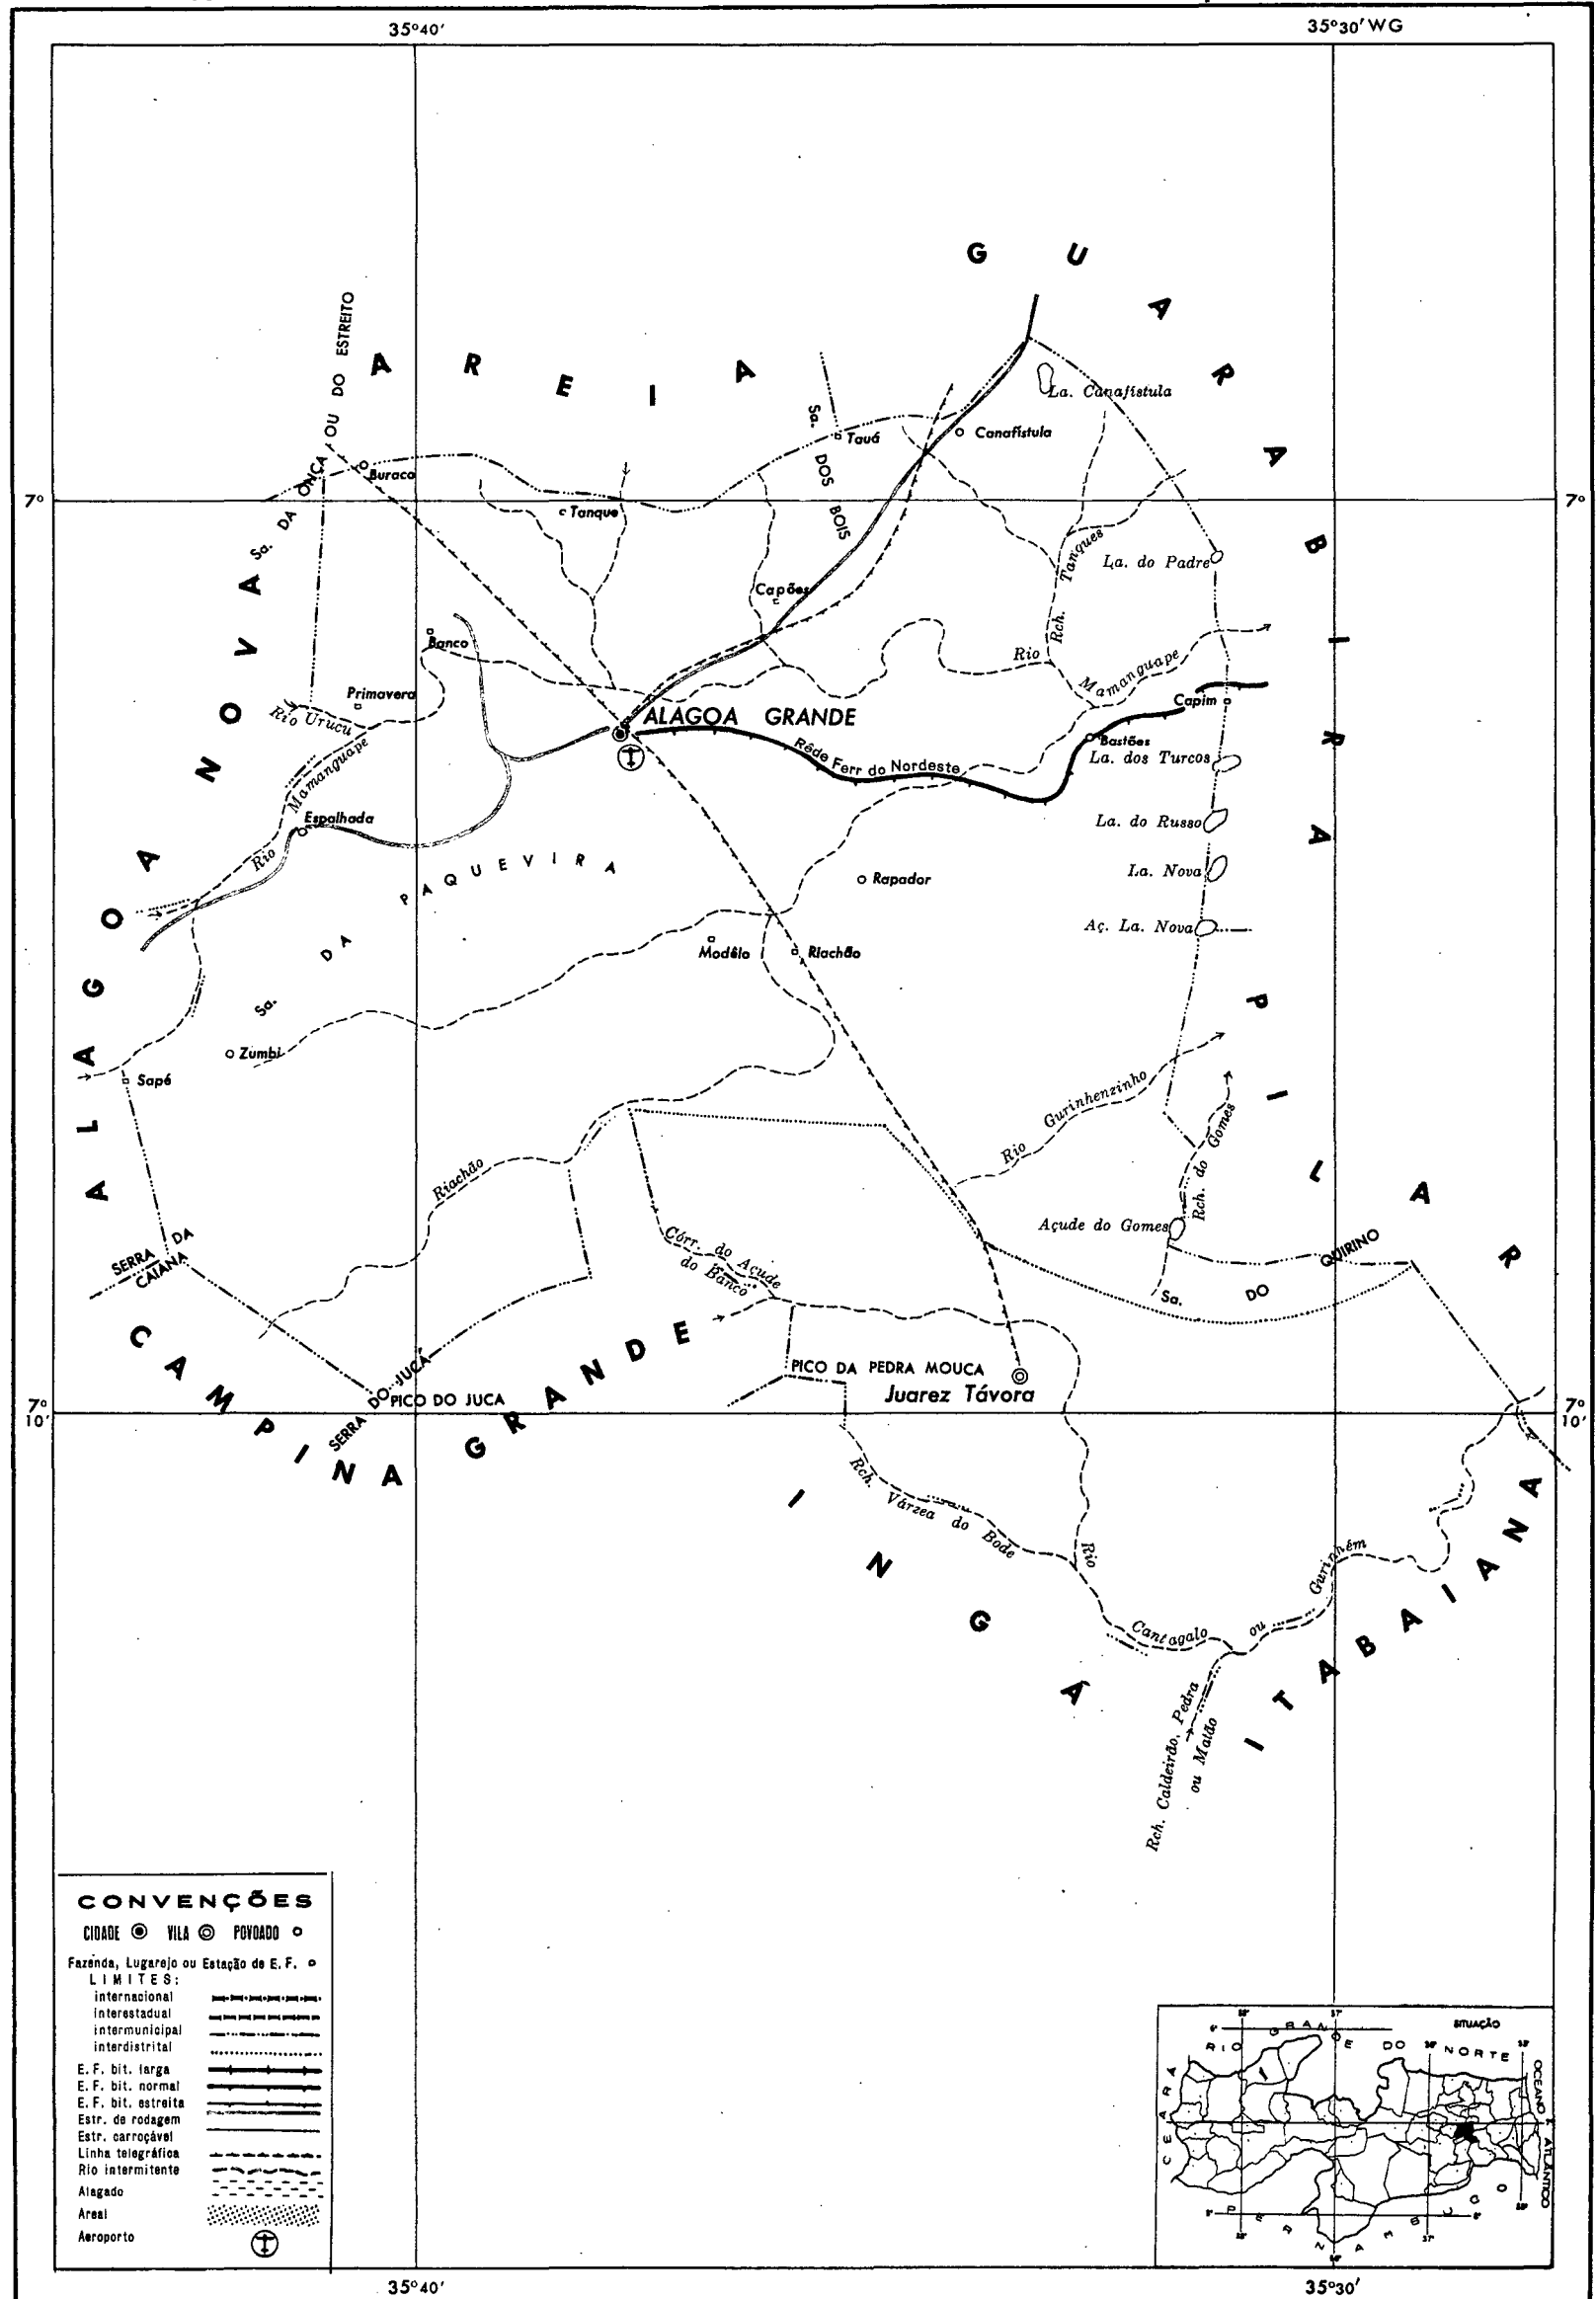 35°40'
35°30' WG
GUARABIRA
AREIA
Sa. DA ONÇA OU DO ESTREITO
La. Canafístula
Canafístula
Tauá
Sa. DOS BOIS
Buraco
7°
7°
Tanque
Rch. Tanques
La. do Padre
Capões
ALAGOA NOVA
Banco
Rio Mamanguape
Primavera
Rio Urucu
Capim
ALAGOA GRANDE
Rêde Ferr do Nordeste
Bastões
La. dos Turcos
Rio Mamanguape
Espalhada
La. do Russo
Sa. DA PAQUEVIRA
Rapador
La. Nova
Aç. La. Nova
Modêlo
Riachão
PILAR
Zumbi
Sapé
Rio Gurinhenzinho
Rch. do Gomes
Riachão
Açude do Gomes
SERRA DA CAIANA
Córr. do Açude
do Banco
Sa. DO QUIRINO
CAMPINA GRANDE
PICO DA PEDRA MOUCA
Juarez Távora
SERRA DO JUCÁ
PICO DO JUCA
7°
10'
7°
10'
Rch. Várzea do Bode
INGÁ
ITABAIANA
Rio Cantagalo ou Gurinhém
Rch. Caldeirão, Pedra
ou Matão
CONVENÇÕES
CIDADE VILA POVOADO
Fazenda, Lugarejo ou Estação de E. F.
LIMITES:
internacional
interestadual
intermunicipal
interdistrital
E. F. bit. larga
E. F. bit. normal
E. F. bit. estreita
Estr. de rodagem
Estr. carroçável
Linha telegráfica
Rio intermitente
Alagado
Areal
Aeroporto
SITUAÇÃO
RIO GRANDE DO NORTE
CEARÁ
OCEANO ATLÂNTICO
PERNAMBUCO
35°40'
35°30'